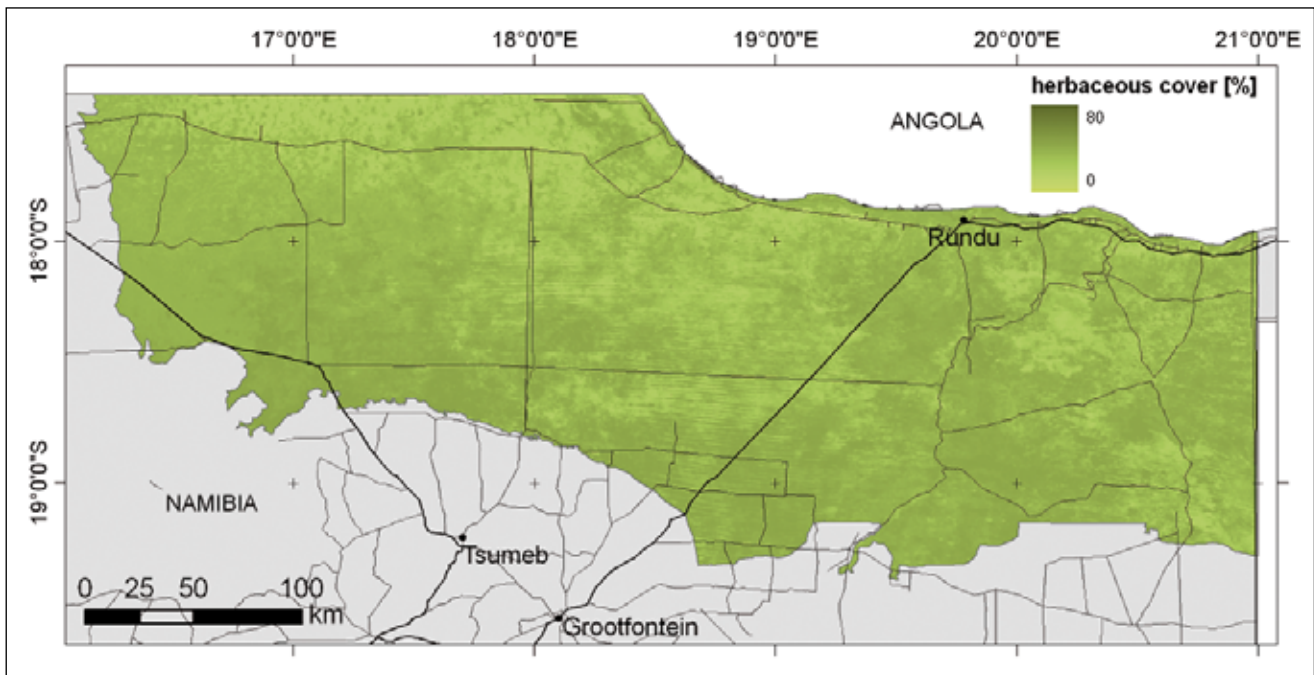 17°0'0"E 18°0'0"E 19°0'0"E 20°0'0"E 21°0'0"E
herbaceous cover [%]
80
0
ANGOLA
18°0'0"S
Rundu
19°0'0"S
NAMIBIA
Tsumeb
0 25 50 100
km
Grootfontein